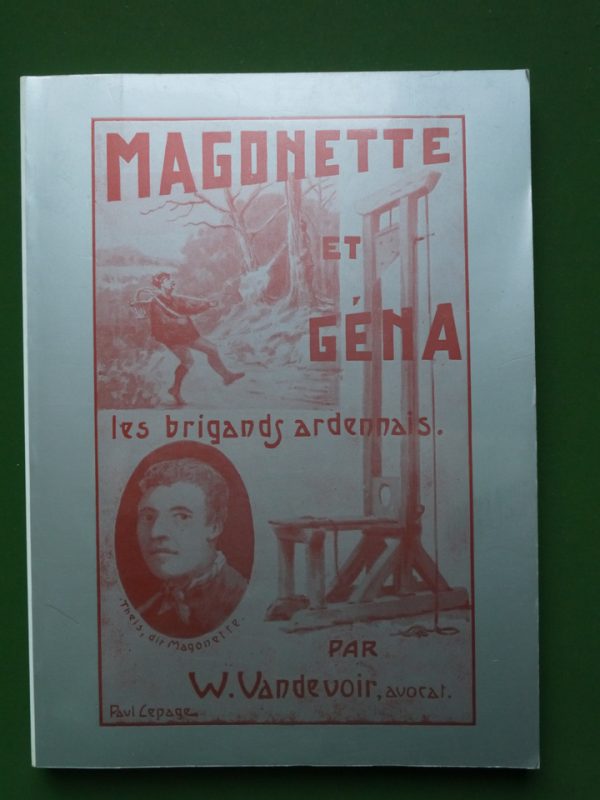 MAGONETTE
ET
GÉNA
les brigands ardennais.
Theis, dit Magonette.
PAR
W. Vandevoir, avocat.
Paul Lepage